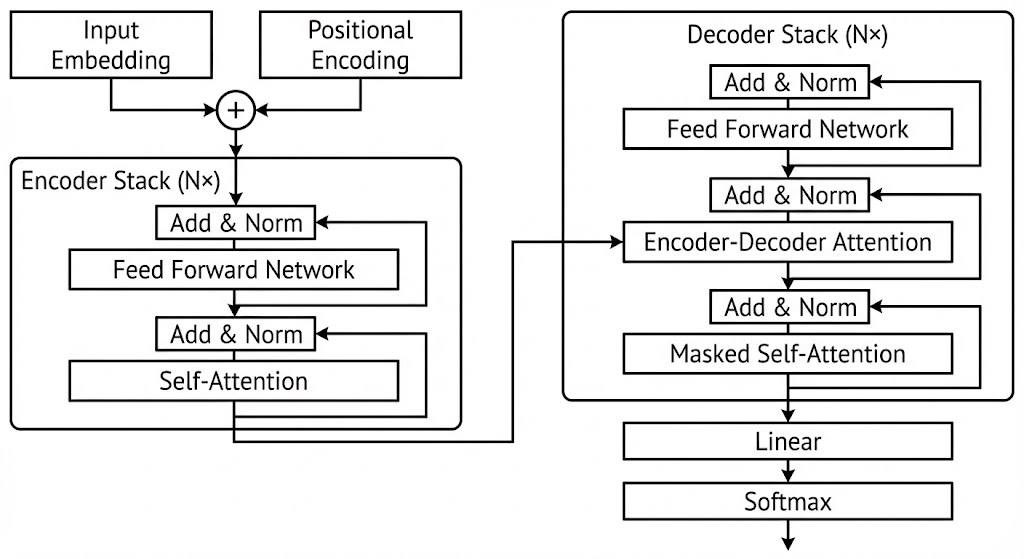 Input
Embedding
Positional
Encoding
+
Encoder Stack (N×)
Add & Norm
Feed Forward Network
Add & Norm
Self-Attention
Decoder Stack (N×)
Add & Norm
Feed Forward Network
Add & Norm
Encoder-Decoder Attention
Add & Norm
Masked Self-Attention
Linear
Softmax